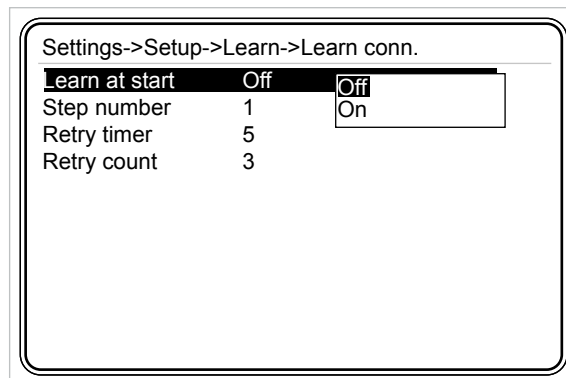 Settings->Setup->Learn->Learn conn.
Learn at start Off Off
Step number 1 On
Retry timer 5
Retry count 3